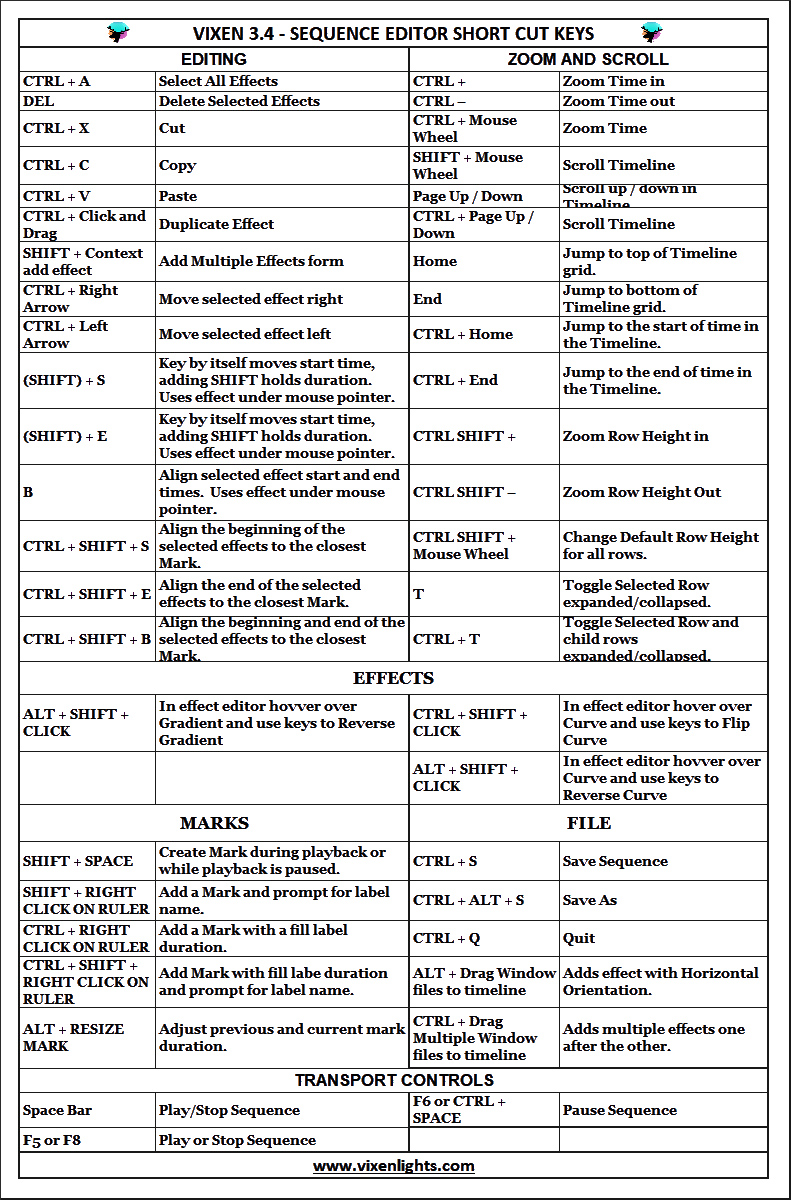 VIXEN 3.4 - SEQUENCE EDITOR SHORT CUT KEYS
EDITING
ZOOM AND SCROLL
CTRL + A
Select All Effects
CTRL +
Zoom Time in
DEL
Delete Selected Effects
CTRL –
Zoom Time out
CTRL + X
Cut
CTRL + Mouse
Wheel
Zoom Time
CTRL + C
Copy
SHIFT + Mouse
Wheel
Scroll Timeline
CTRL + V
Paste
Page Up / Down
Scroll up / down in
Timeline
CTRL + Click and
Drag
Duplicate Effect
CTRL + Page Up /
Down
Scroll Timeline
SHIFT + Context
add effect
Add Multiple Effects form
Home
Jump to top of Timeline
grid.
CTRL + Right
Arrow
Move selected effect right
End
Jump to bottom of
Timeline grid.
CTRL + Left
Arrow
Move selected effect left
CTRL + Home
Jump to the start of time in
the Timeline.
(SHIFT) + S
Key by itself moves start time,
adding SHIFT holds duration.
Uses effect under mouse pointer.
CTRL + End
Jump to the end of time in
the Timeline.
(SHIFT) + E
Key by itself moves start time,
adding SHIFT holds duration.
Uses effect under mouse pointer.
CTRL SHIFT +
Zoom Row Height in
B
Align selected effect start and end
times.  Uses effect under mouse
pointer.
CTRL SHIFT –
Zoom Row Height Out
CTRL + SHIFT + S
Align the beginning of the
selected effects to the closest
Mark.
CTRL SHIFT +
Mouse Wheel
Change Default Row Height
for all rows.
CTRL + SHIFT + E
Align the end of the selected
effects to the closest Mark.
T
Toggle Selected Row
expanded/collapsed.
CTRL + SHIFT + B
Align the beginning and end of the
selected effects to the closest
Mark.
CTRL + T
Toggle Selected Row and
child rows
expanded/collapsed.
EFFECTS
ALT + SHIFT +
CLICK
In effect editor hovver over
Gradient and use keys to Reverse
Gradient
CTRL + SHIFT +
CLICK
In effect editor hover over
Curve and use keys to Flip
Curve
ALT + SHIFT +
CLICK
In effect editor hovver over
Curve and use keys to
Reverse Curve
MARKS
FILE
SHIFT + SPACE
Create Mark during playback or
while playback is paused.
CTRL + S
Save Sequence
SHIFT + RIGHT
CLICK ON RULER
Add a Mark and prompt for label
name.
CTRL + ALT + S
Save As
CTRL + RIGHT
CLICK ON RULER
Add a Mark with a fill label
duration.
CTRL + Q
Quit
CTRL + SHIFT +
RIGHT CLICK ON
RULER
Add Mark with fill labe duration
and prompt for label name.
ALT + Drag Window
files to timeline
Adds effect with Horizontal
Orientation.
ALT + RESIZE
MARK
Adjust previous and current mark
duration.
CTRL + Drag
Multiple Window
files to timeline
Adds multiple effects one
after the other.
TRANSPORT CONTROLS
Space Bar
Play/Stop Sequence
F6 or CTRL +
SPACE
Pause Sequence
F5 or F8
Play or Stop Sequence
www.vixenlights.com